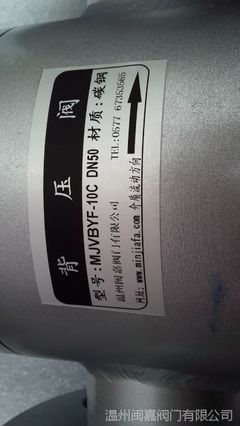 背压阀
型号:MJVBYF-10C DN50 材质:碳钢
温州闽嘉阀门有限公司 TEL:0577 67353565
网址:www.minjiafa.com 介质流动方向
温州闽嘉阀门有限公司